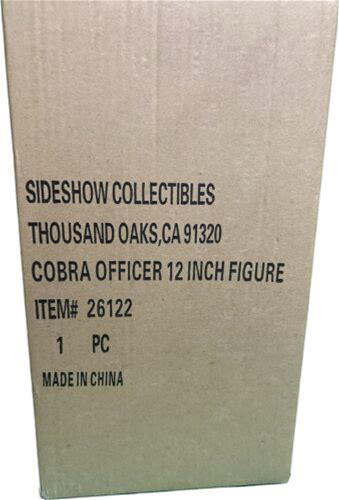 SIDESHOW COLLECTIBLES
THOUSAND OAKS,CA 91320
COBRA OFFICER 12 INCH FIGURE
ITEM# 26122
1 PC
MADE IN CHINA